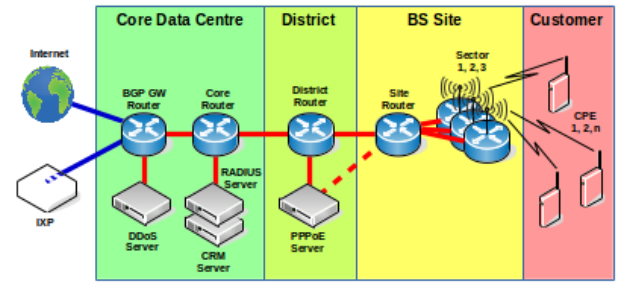 Core Data Centre
District
BS Site
Customer
Internet
BGP GW
Router
Core
Router
District
Router
Site
Router
Sector
1, 2, 3
CPE
1, 2, n
RADIUS
Server
IXP
DDoS
Server
CRM
Server
PPPoE
Server